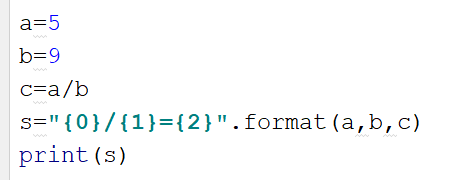 a=5
b=9
c=a/b
s="{0}/{1}={2}".format(a,b,c)
print(s)